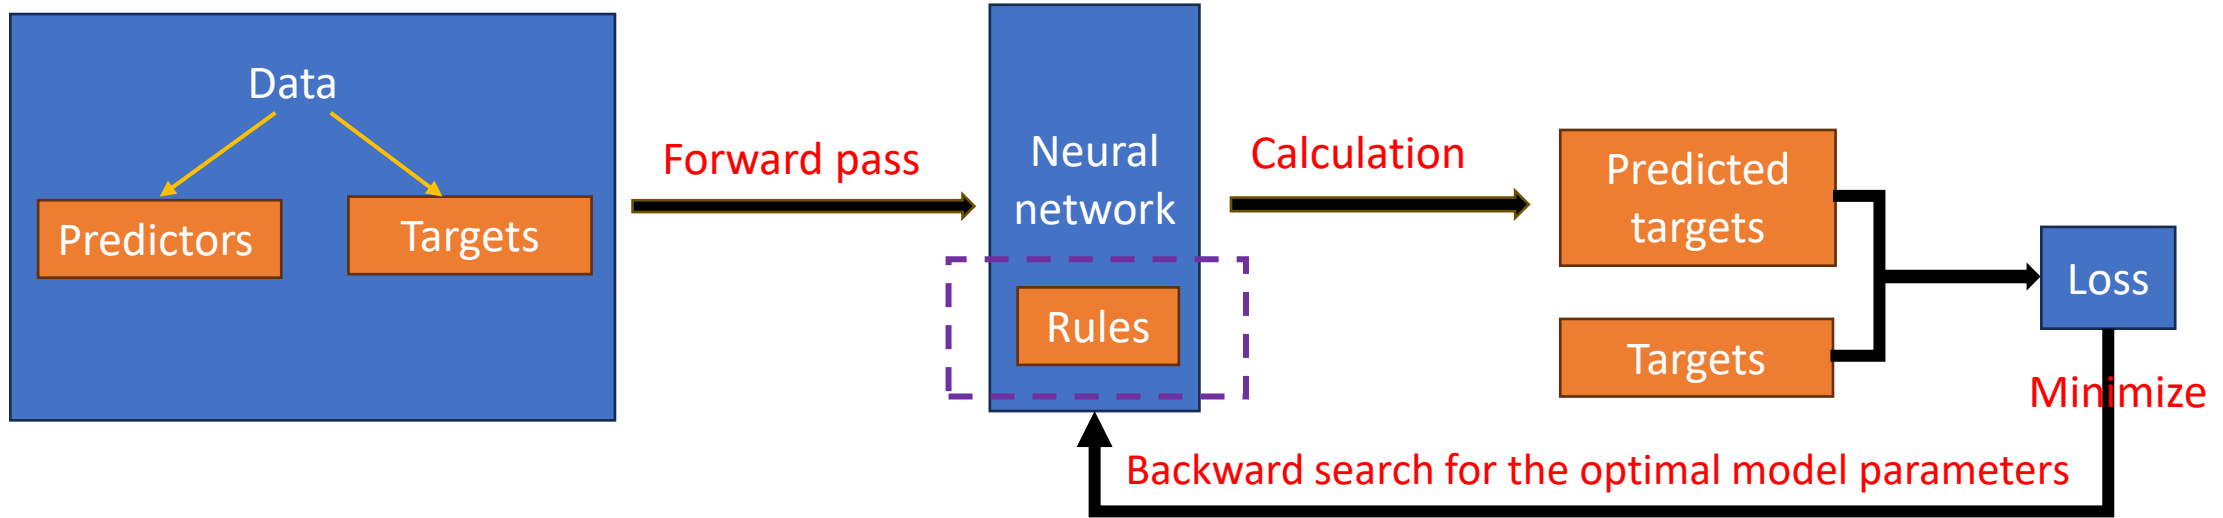 Data
Predictors
Targets
Forward pass
Neural
network
Rules
Calculation
Predicted
targets
Targets
Loss
Minimize
Backward search for the optimal model parameters